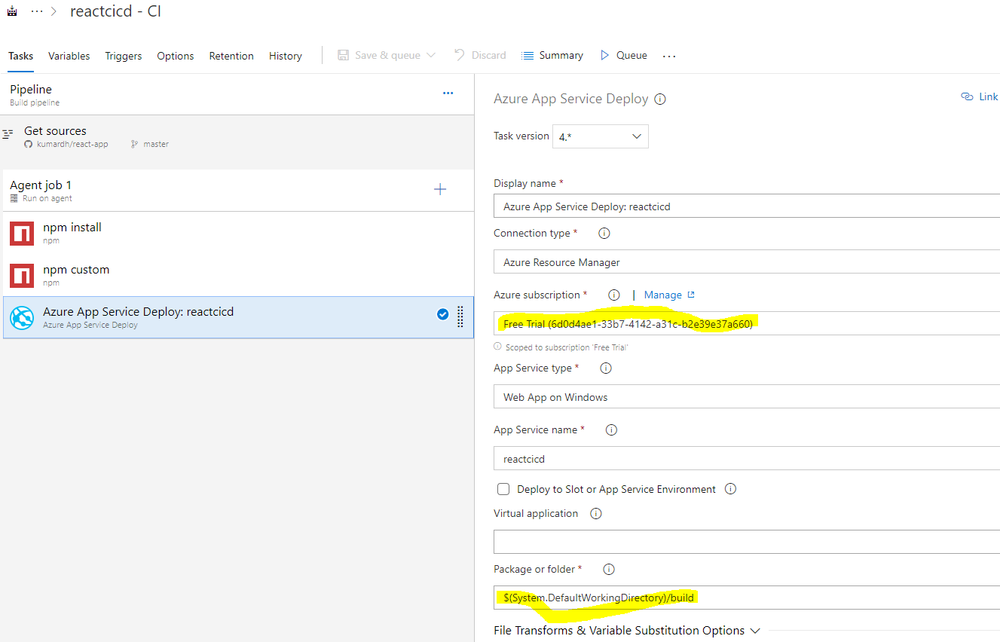 ··· > reactcicd - CI
Tasks Variables Triggers Options Retention History Save & queue Discard Summary Queue ...
Pipeline ...
Build pipeline
Get sources
kumardh/react-app master
Agent job 1
Run on agent
npm install
npm
npm custom
npm
Azure App Service Deploy: reactcicd
Azure App Service Deploy
Azure App Service Deploy
Link
Task version 4.*
Display name *
Azure App Service Deploy: reactcicd
Connection type *
Azure Resource Manager
Azure subscription * | Manage
Free Trial (6d0d4ae1-33b7-4142-a31c-b2e39e37a660)
Scoped to subscription 'Free Trial'
App Service type *
Web App on Windows
App Service name *
reactcicd
Deploy to Slot or App Service Environment
Virtual application
Package or folder *
$(System.DefaultWorkingDirectory)/build
File Transforms & Variable Substitution Options